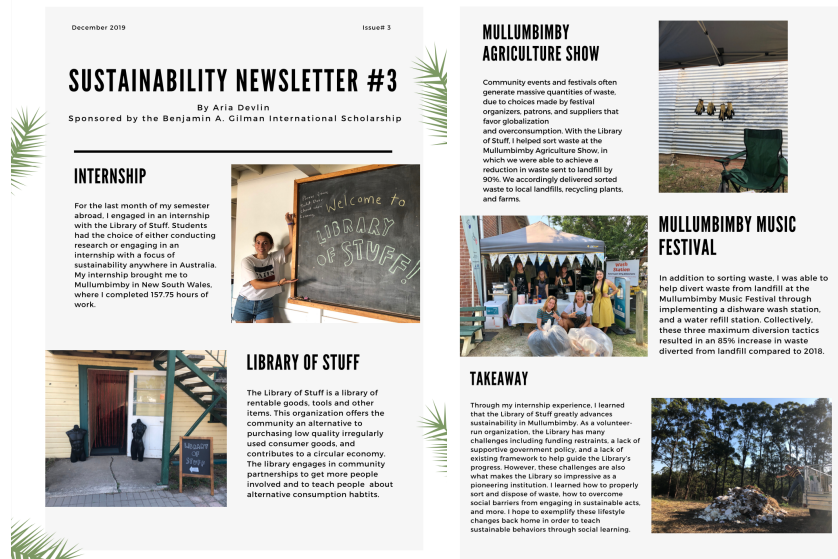 December 2019
Issue# 3
SUSTAINABILITY NEWSLETTER #3
By Aria Devlin
Sponsored by the Benjamin A. Gilman International Scholarship
INTERNSHIP
For the last month of my semester
abroad, I engaged in an internship
with the Library of Stuff. Students
had the choice of either conducting
research or engaging in an
internship with a focus of
sustainability anywhere in Australia.
My internship brought me to
Mullumbimby in New South Wales,
where I completed 157.75 hours of
work.
Welcome to
LIBRARY
OF STUFF!
LIBRARY OF STUFF
The Library of Stuff is a library of
rentable goods, tools and other
items. This organization offers the
community an alternative to
purchasing low quality irregularly
used consumer goods, and
contributes to a circular economy.
The library engages in community
partnerships to get more people
involved and to teach people about
alternative consumption habtits.
LIBRARY
OF
STUFF
MULLUMBIMBY
AGRICULTURE SHOW
Community events and festivals often
generate massive quantities of waste,
due to choices made by festival
organizers, patrons, and suppliers that
favor globalization
and overconsumption. With the Library
of Stuff, I helped sort waste at the
Mullumbimby Agriculture Show, in
which we were able to achieve a
reduction in waste sent to landfill by
90%. We accordingly delivered sorted
waste to local landfills, recycling plants,
and farms.
Wash
Station
MULLUMBIMBY MUSIC
FESTIVAL
In addition to sorting waste, I was able to
help divert waste from landfill at the
Mullumbimby Music Festival through
implementing a dishware wash station,
and a water refill station. Collectively,
these three maximum diversion tactics
resulted in an 85% increase in waste
diverted from landfill compared to 2018.
TAKEAWAY
Through my internship experience, I learned
that the Library of Stuff greatly advances
sustainability in Mullumbimby. As a volunteer-
run organization, the Library has many
challenges including funding restraints, a lack of
supportive government policy, and a lack of
existing framework to help guide the Library's
progress. However, these challenges are also
what makes the Library so impressive as a
pioneering institution. I learned how to properly
sort and dispose of waste, how to overcome
social barriers from engaging in sustainable acts,
and more. I hope to exemplify these lifestyle
changes back home in order to teach
sustainable behaviors through social learning.